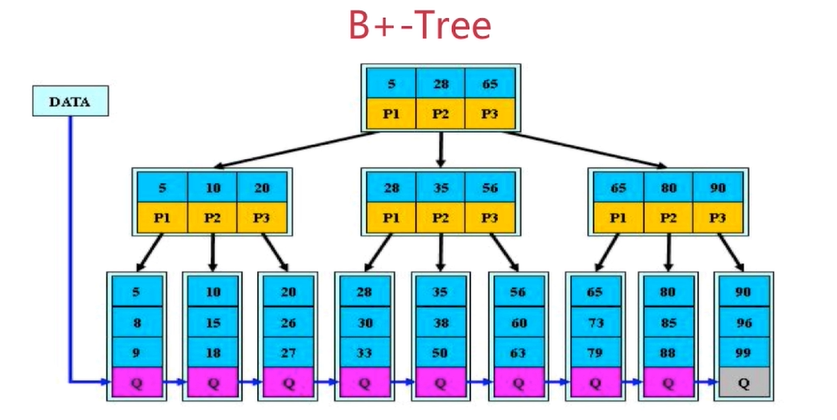 B+-Tree
DATA
5 28 65
P1 P2 P3
5 10 20
P1 P2 P3
28 35 56
P1 P2 P3
65 80 90
P1 P2 P3
5
8
9
Q
10
15
18
Q
20
26
27
Q
28
30
33
Q
35
38
50
Q
56
60
63
Q
65
73
79
Q
80
85
88
Q
90
96
99
Q